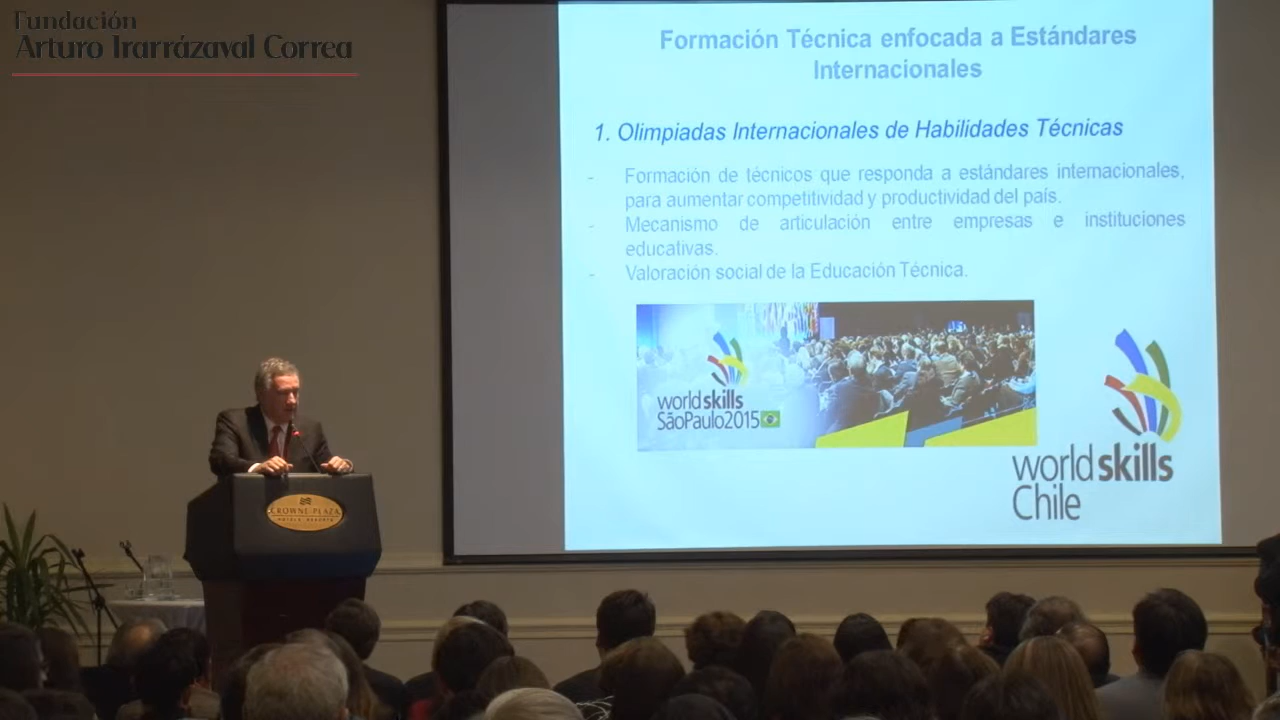 Fundación
Arturo Irarrázaval Correa
Formación Técnica enfocada a Estándares
Internacionales
1. Olimpiadas Internacionales de Habilidades Técnicas
- Formación de técnicos que responda a estándares internacionales,
para aumentar competitividad y productividad del país.
- Mecanismo de articulación entre empresas e instituciones
educativas.
- Valoración social de la Educación Técnica.
worldskills
SãoPaulo2015
worldskills
Chile
CROWNE PLAZA
HOTELS · RESORTS